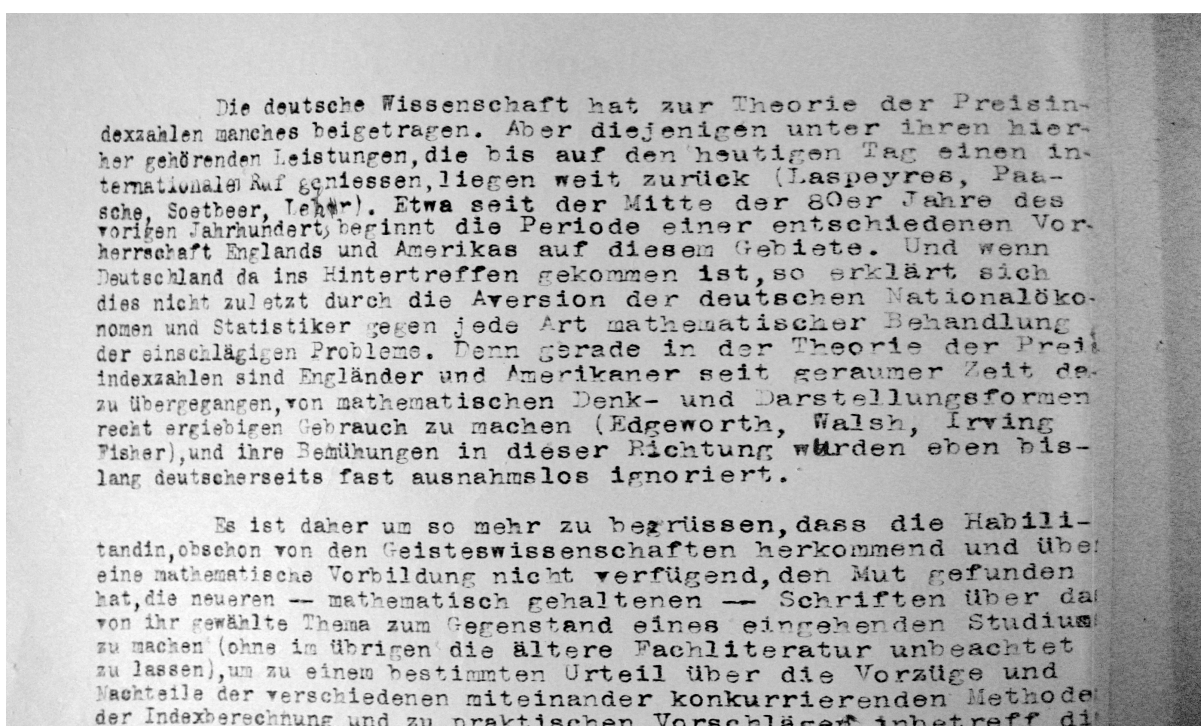 Die deutsche Wissenschaft hat zur Theorie der Preisin-
dexzahlen manches beigetragen. Aber diejenigen unter ihren hier-
her gehörenden Leistungen,die bis auf den heutigen Tag einen in-
ternationalen Ruf geniessen,liegen weit zurück (Laspeyres, Paa-
sche, Soetbeer, Lehr). Etwa seit der Mitte der 80er Jahre des
vorigen Jahrhunderts beginnt die Periode einer entschiedenen Vor-
herrschaft Englands und Amerikas auf diesem Gebiete. Und wenn
Deutschland da ins Hintertreffen gekommen ist,so erklärt sich
dies nicht zuletzt durch die Aversion der deutschen Nationalöko-
nomen und Statistiker gegen jede Art mathematischer Behandlung
der einschlägigen Probleme. Denn gerade in der Theorie der Preis
indexzahlen sind Engländer und Amerikaner seit geraumer Zeit da-
zu übergegangen,von mathematischen Denk- und Darstellungsformen
recht ergiebigen Gebrauch zu machen (Edgeworth, Walsh, Irving
Fisher),und ihre Bemühungen in dieser Richtung wurden eben bis-
lang deutscherseits fast ausnahmslos ignoriert.
Es ist daher um so mehr zu begrüssen,dass die Habili-
tandin,obschon von den Geisteswissenschaften herkommend und über
eine mathematische Vorbildung nicht verfügend,den Mut gefunden
hat,die neueren -- mathematisch gehaltenen -- Schriften über das
von ihr gewählte Thema zum Gegenstand eines eingehenden Studiums
zu machen (ohne im übrigen die ältere Fachliteratur unbeachtet
zu lassen),um zu einem bestimmten Urteil über die Vorzüge und
Nachteile der verschiedenen miteinander konkurrierenden Methode
der Indexberechnung und zu praktischen Vorschlägen inbetreff di